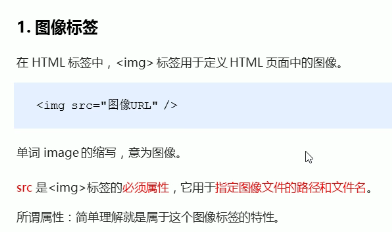 1. 图像标签
在 HTML 标签中，<img> 标签用于定义 HTML 页面中的图像。
<img src="图像URL" />
单词 image 的缩写，意为图像。
src 是<img>标签的必须属性，它用于指定图像文件的路径和文件名。
所谓属性：简单理解就是属于这个图像标签的特性。